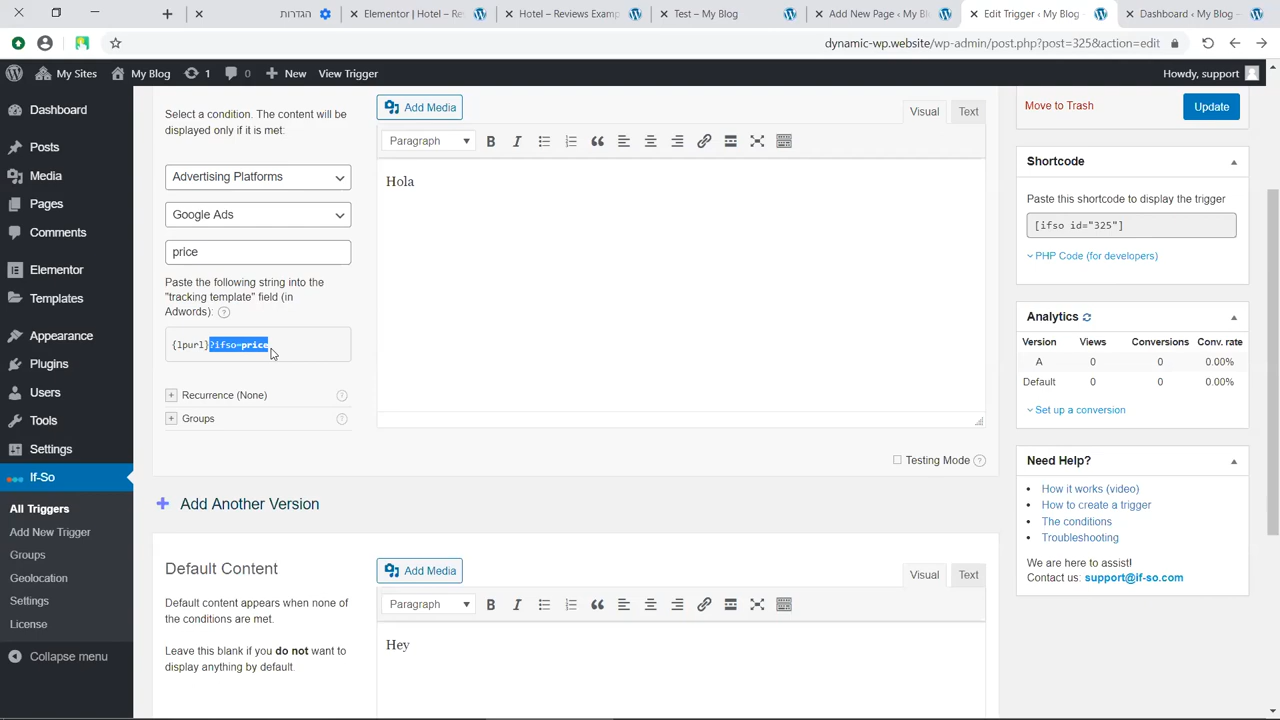 הגדרות
Elementor | Hotel – Re
Hotel – Reviews Examp
Test – My Blog
Add New Page ‹ My Bl
Edit Trigger ‹ My Blog –
Dashboard ‹ My Blog –
dynamic-wp.website/wp-admin/post.php?post=325&action=edit
My Sites
My Blog
1
0
New
View Trigger
Howdy, support
Dashboard
Posts
Media
Pages
Comments
Elementor
Templates
Appearance
Plugins
Users
Tools
Settings
If-So
All Triggers
Add New Trigger
Groups
Geolocation
Settings
License
Collapse menu
Select a condition. The content will be
displayed only if it is met:
Advertising Platforms
Google Ads
price
Paste the following string into the
"tracking template" field (in
Adwords): ?
{lpurl}?ifso=price
+ Recurrence (None) ?
+ Groups ?
Add Media
Visual
Text
Paragraph
Hola
Testing Mode ?
+ Add Another Version
Default Content
Default content appears when none of
the conditions are met.
Leave this blank if you do not want to
display anything by default.
Add Media
Visual
Text
Paragraph
Hey
Move to Trash
Update
Shortcode
Paste this shortcode to display the trigger
[ifso id="325"]
PHP Code (for developers)
Analytics
Version Views Conversions Conv. rate
A 0 0 0.00%
Default 0 0 0.00%
Set up a conversion
Need Help?
• How it works (video)
• How to create a trigger
• The conditions
• Troubleshooting
We are here to assist!
Contact us: support@if-so.com